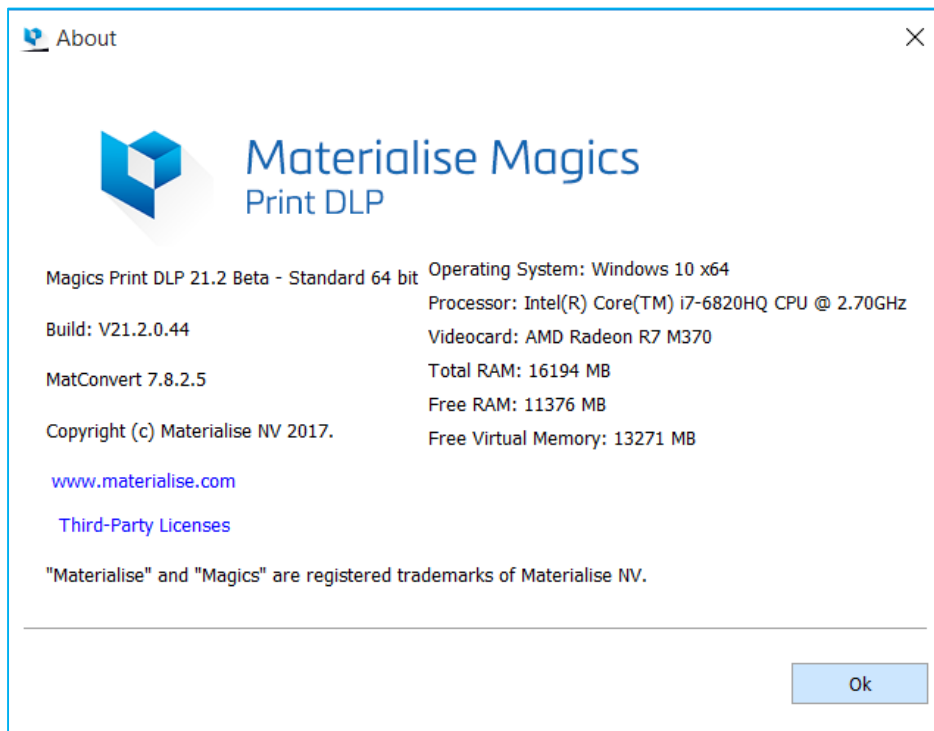 About
Materialise Magics
Print DLP
Magics Print DLP 21.2 Beta - Standard 64 bit
Build: V21.2.0.44
MatConvert 7.8.2.5
Copyright (c) Materialise NV 2017.
www.materialise.com
Third-Party Licenses
Operating System: Windows 10 x64
Processor: Intel(R) Core(TM) i7-6820HQ CPU @ 2.70GHz
Videocard: AMD Radeon R7 M370
Total RAM: 16194 MB
Free RAM: 11376 MB
Free Virtual Memory: 13271 MB
"Materialise" and "Magics" are registered trademarks of Materialise NV.
Ok